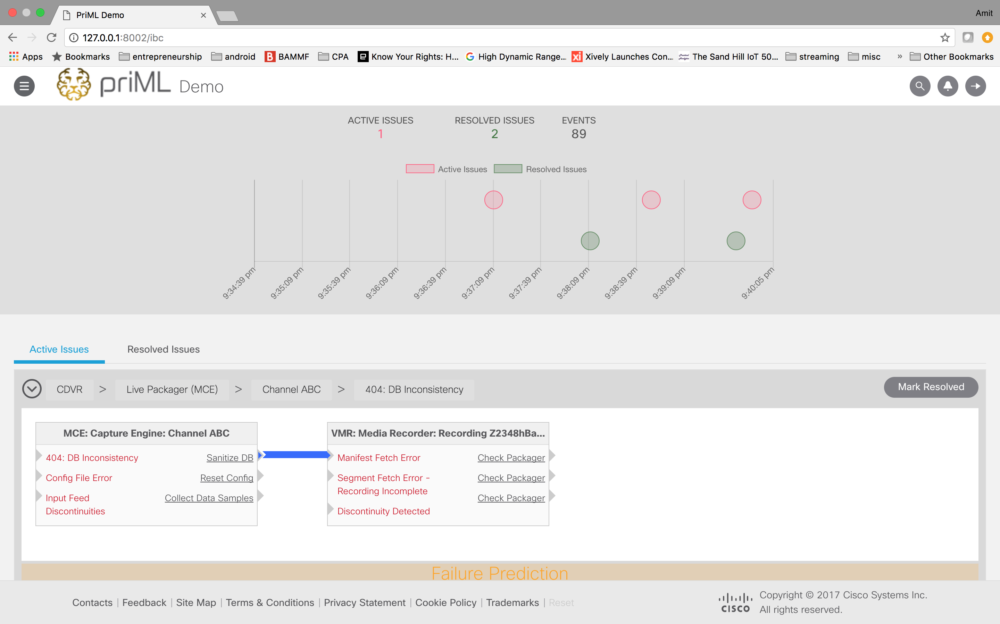 PriML Demo
Amit
127.0.0.1:8002/ibc
Apps Bookmarks entrepreneurship android BAMMF CPA Know Your Rights: H... High Dynamic Range... Xively Launches Con... The Sand Hill IoT 50... streaming misc » Other Bookmarks
priML Demo
ACTIVE ISSUES RESOLVED ISSUES EVENTS
1 2 89
Active Issues Resolved Issues
9:34:39 pm 9:35:09 pm 9:35:39 pm 9:36:09 pm 9:36:39 pm 9:37:09 pm 9:37:39 pm 9:38:09 pm 9:38:39 pm 9:39:09 pm 9:40:05 pm
Active Issues Resolved Issues
CDVR > Live Packager (MCE) > Channel ABC > 404: DB Inconsistency Mark Resolved
MCE: Capture Engine: Channel ABC
404: DB Inconsistency Sanitize DB
Config File Error Reset Config
Input Feed Collect Data Samples
Discontinuities
VMR: Media Recorder: Recording Z2348hBa...
Manifest Fetch Error Check Packager
Segment Fetch Error - Check Packager
Recording Incomplete Check Packager
Discontinuity Detected
Failure Prediction
Contacts | Feedback | Site Map | Terms & Conditions | Privacy Statement | Cookie Policy | Trademarks | Reset
CISCO
Copyright © 2017 Cisco Systems Inc.
All rights reserved.